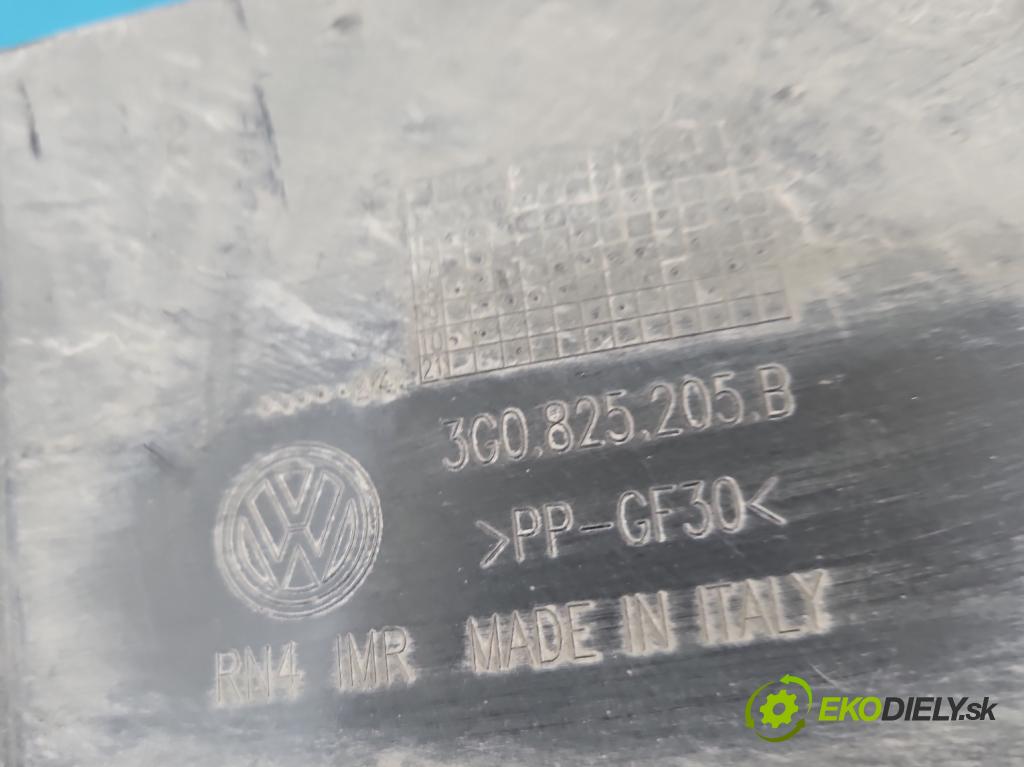 3G0.825.205.B
>PP-GF30<
RN4 IMR MADE IN ITALY
EKODIELY.sk